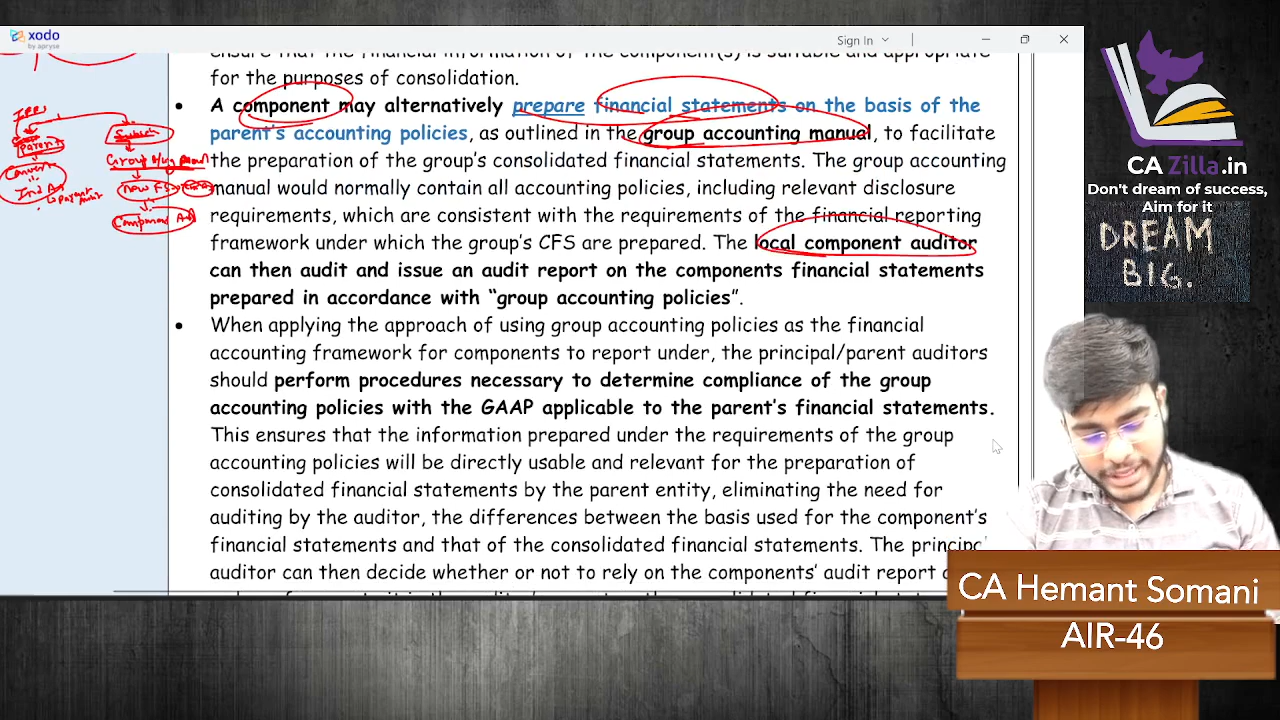 xodo
by apryse
Sign In
ensure that the financial information of the component(s) is suitable and appropriate
for the purposes of consolidation.
• A component may alternatively prepare financial statements on the basis of the
parent's accounting policies, as outlined in the group accounting manual, to facilitate
the preparation of the group's consolidated financial statements. The group accounting
manual would normally contain all accounting policies, including relevant disclosure
requirements, which are consistent with the requirements of the financial reporting
framework under which the group's CFS are prepared. The local component auditor
can then audit and issue an audit report on the components financial statements
prepared in accordance with “group accounting policies”.
• When applying the approach of using group accounting policies as the financial
accounting framework for components to report under, the principal/parent auditors
should perform procedures necessary to determine compliance of the group
accounting policies with the GAAP applicable to the parent's financial statements.
This ensures that the information prepared under the requirements of the group
accounting policies will be directly usable and relevant for the preparation of
consolidated financial statements by the parent entity, eliminating the need for
auditing by the auditor, the differences between the basis used for the component's
financial statements and that of the consolidated financial statements. The principal
auditor can then decide whether or not to rely on the components' audit report
Parent
Group
Convert
New FS
Ind AS
Parent
Component
CA Zilla.in
Don't dream of success,
Aim for it
DREAM
BIG.
CA Hemant Somani
AIR-46